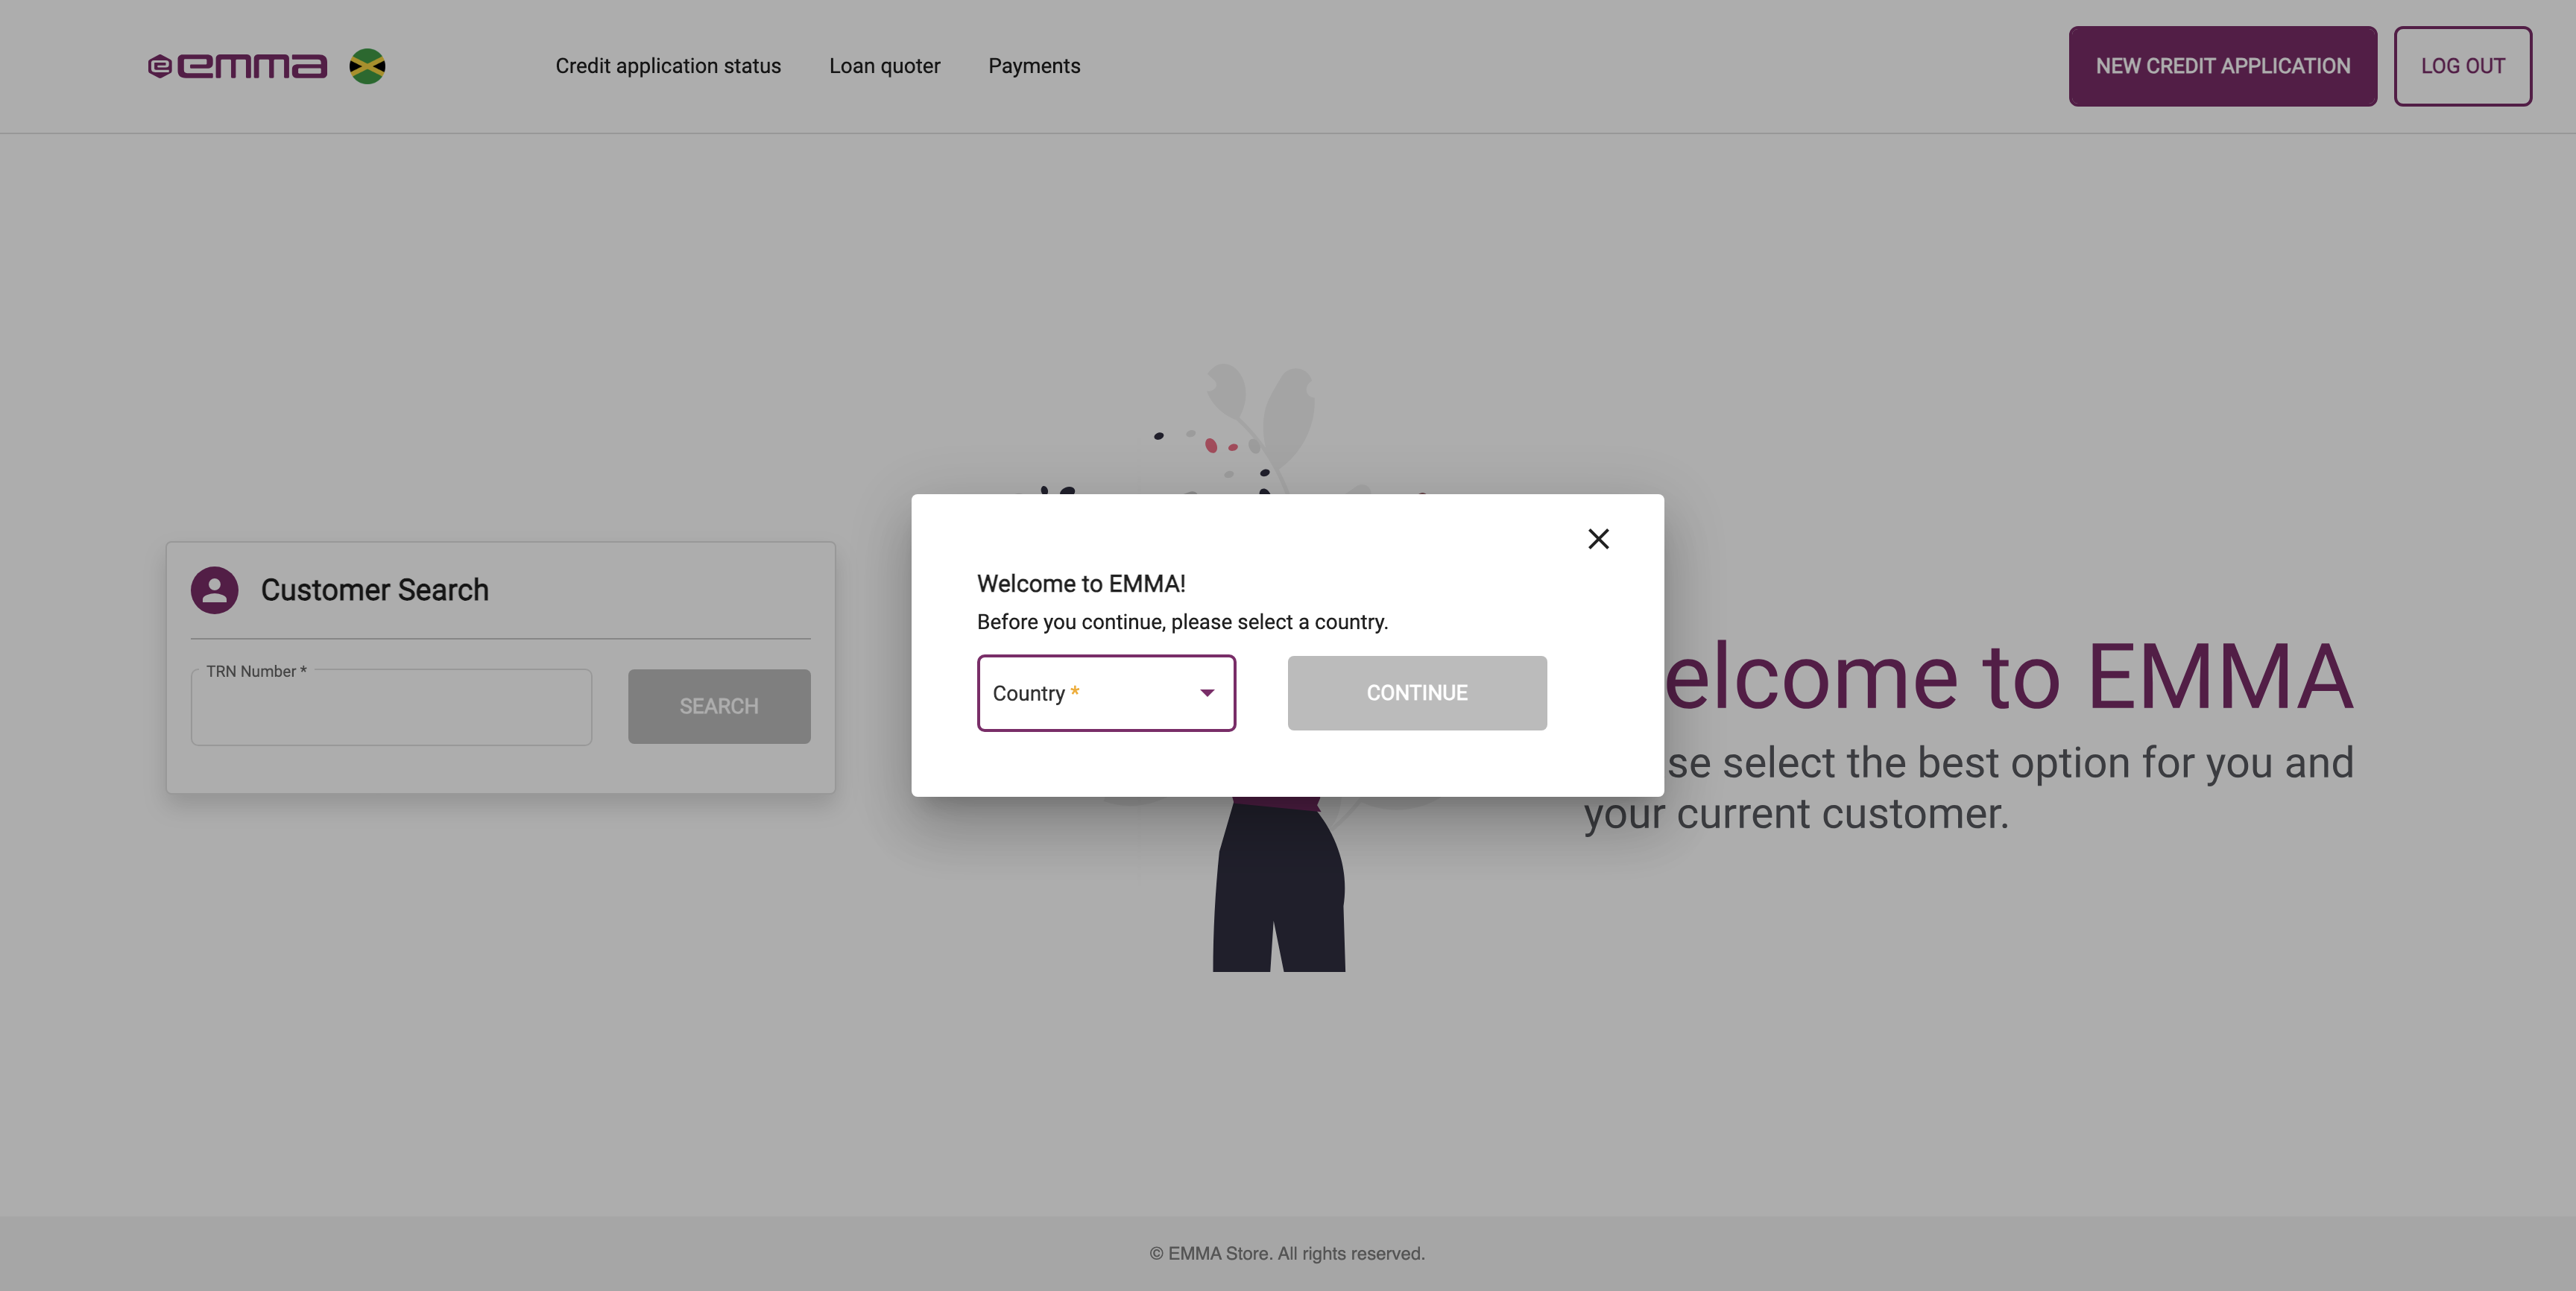 emma
Credit application status
Loan quoter
Payments
NEW CREDIT APPLICATION
LOG OUT
Customer Search
TRN Number *
SEARCH
Welcome to EMMA!
Before you continue, please select a country.
Country *
CONTINUE
elcome to EMMA
se select the best option for you and
your current customer.
© EMMA Store. All rights reserved.